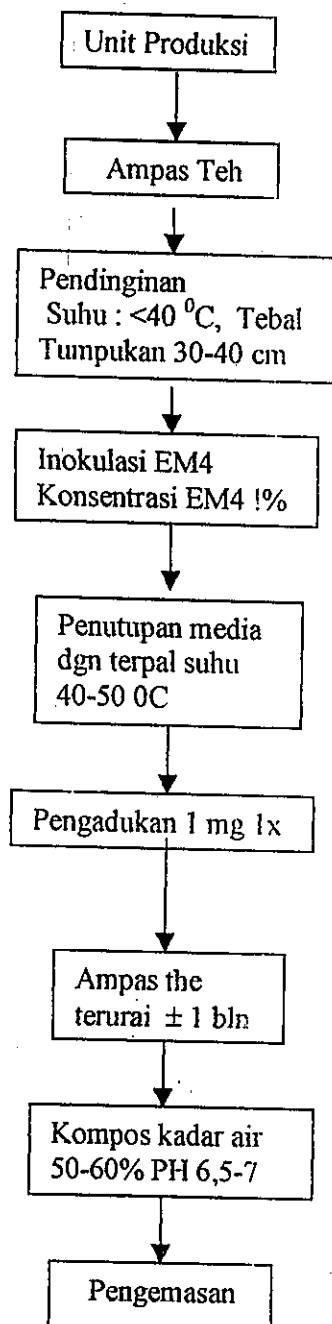 Unit Produksi
Ampas Teh
Pendinginan
Suhu : <40 ⁰C, Tebal
Tumpukan 30-40 cm
Inokulasi EM4
Konsentrasi EM4 !%
Penutupan media
dgn terpal suhu
40-50 0C
Pengadukan 1 mg 1x
Ampas the
terurai ± 1 bln
Kompos kadar air
50-60% PH 6,5-7
Pengemasan